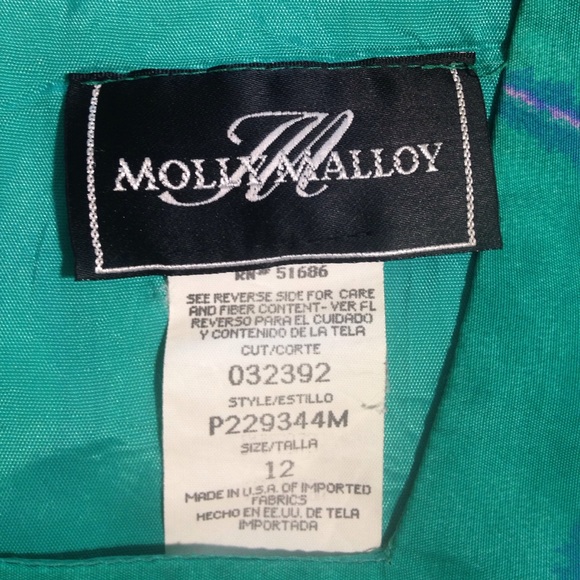 M
MOLLY MALLOY
RN# 51686
SEE REVERSE SIDE FOR CARE
AND FIBER CONTENT- VER FL
REVERSO PARA EL CUIDADO
Y CONTENIDO DE LA TELA
CUT/CORTE
032392
STYLE/ESTILLO
P229344M
SIZE/TALLA
12
MADE IN U.S.A. OF IMPORTED
FABRICS
HECHO EN EE.UU. DE TELA
IMPORTADA